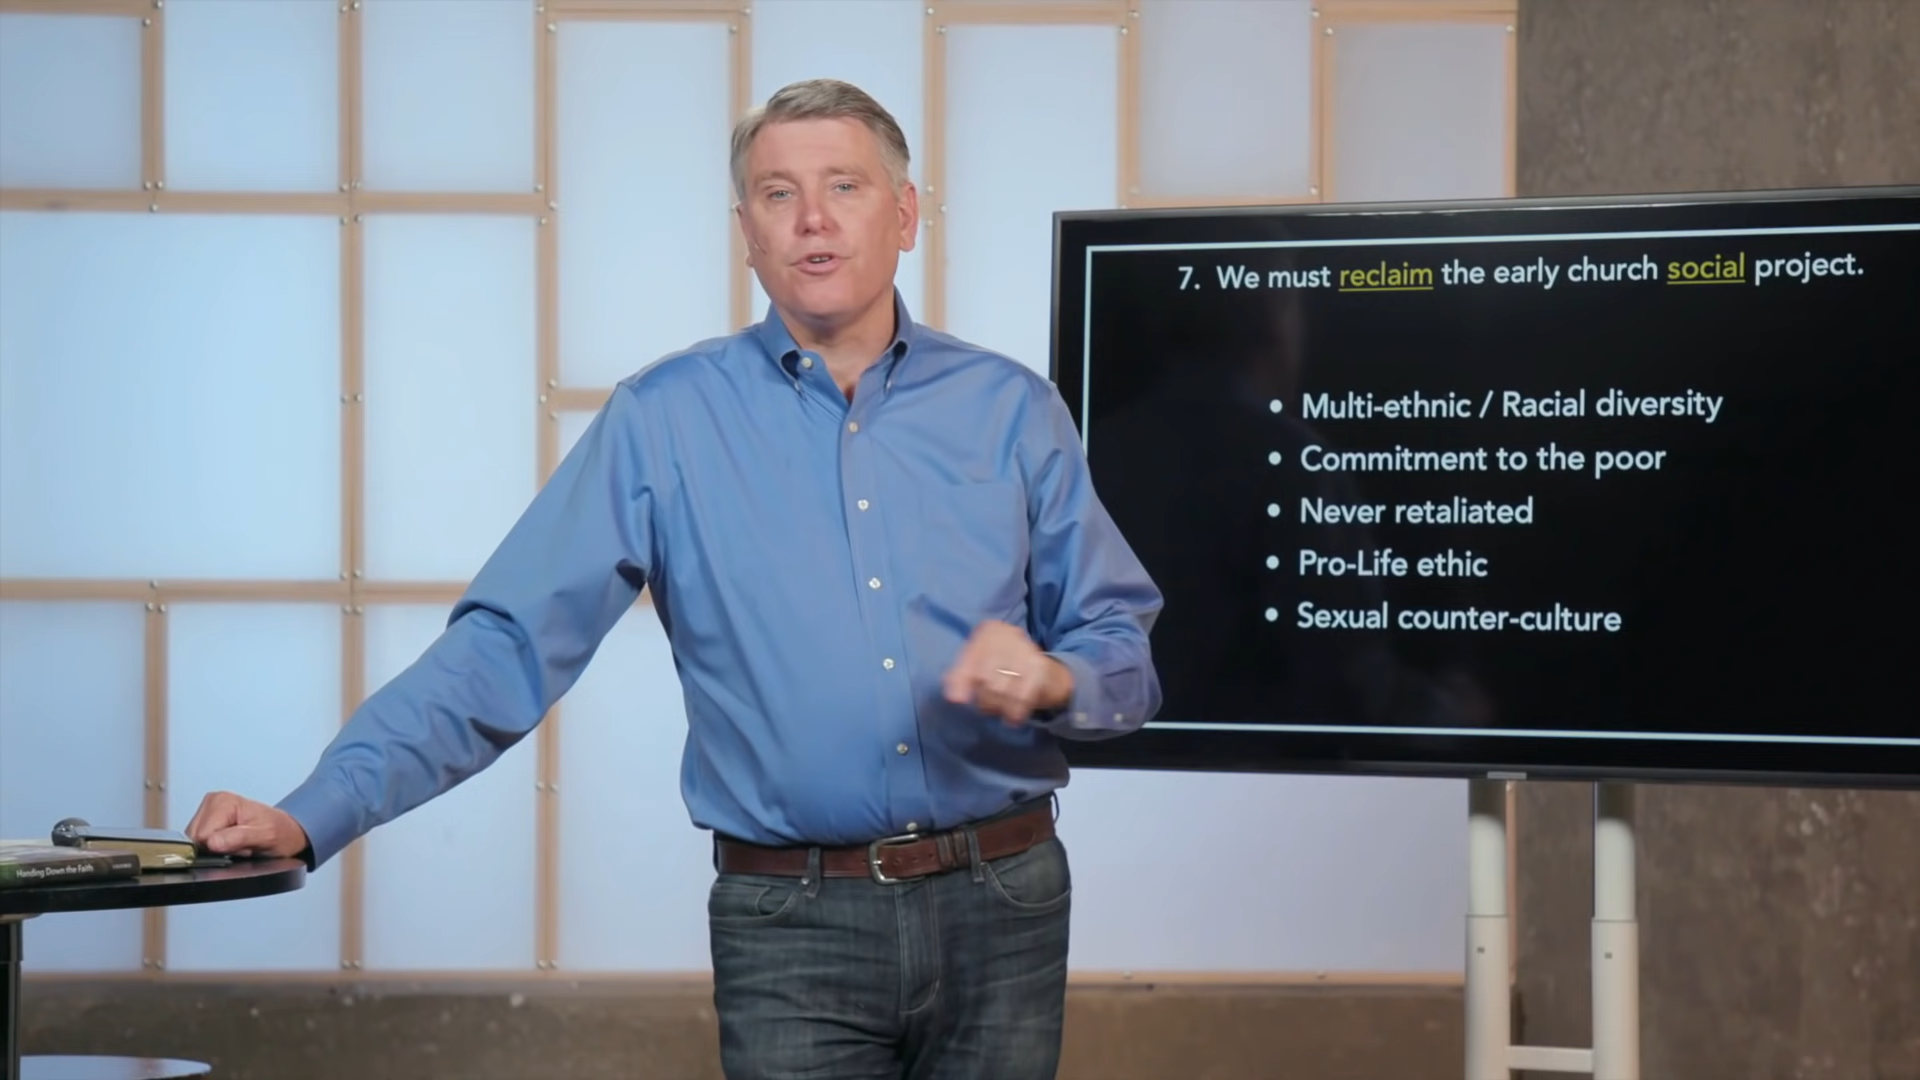 7. We must reclaim the early church social project.
• Multi-ethnic / Racial diversity
• Commitment to the poor
• Never retaliated
• Pro-Life ethic
• Sexual counter-culture
Handing Down the Faith